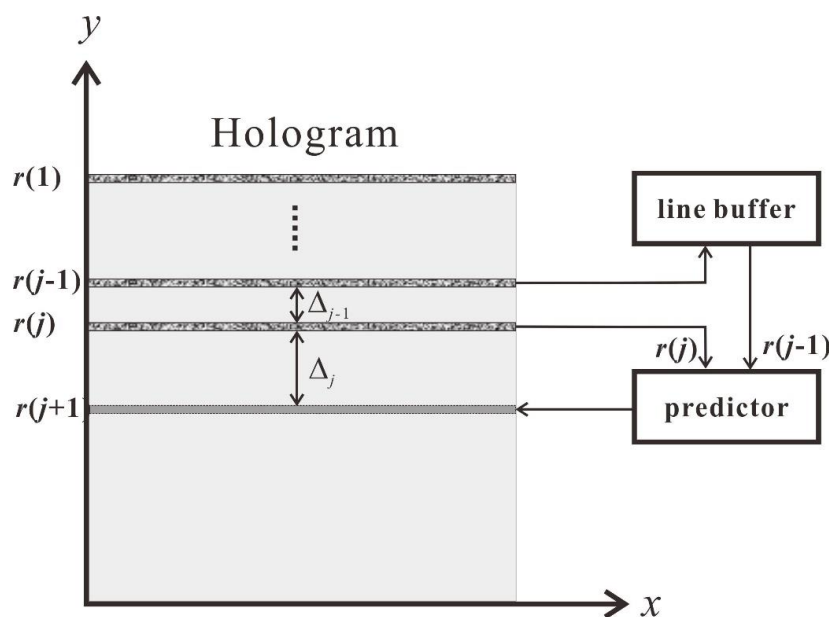 y
Hologram
r(1)
line buffer
r(j-1)
Δj-1
r(j)
r(j) r(j-1)
Δj
r(j+1)
predictor
x